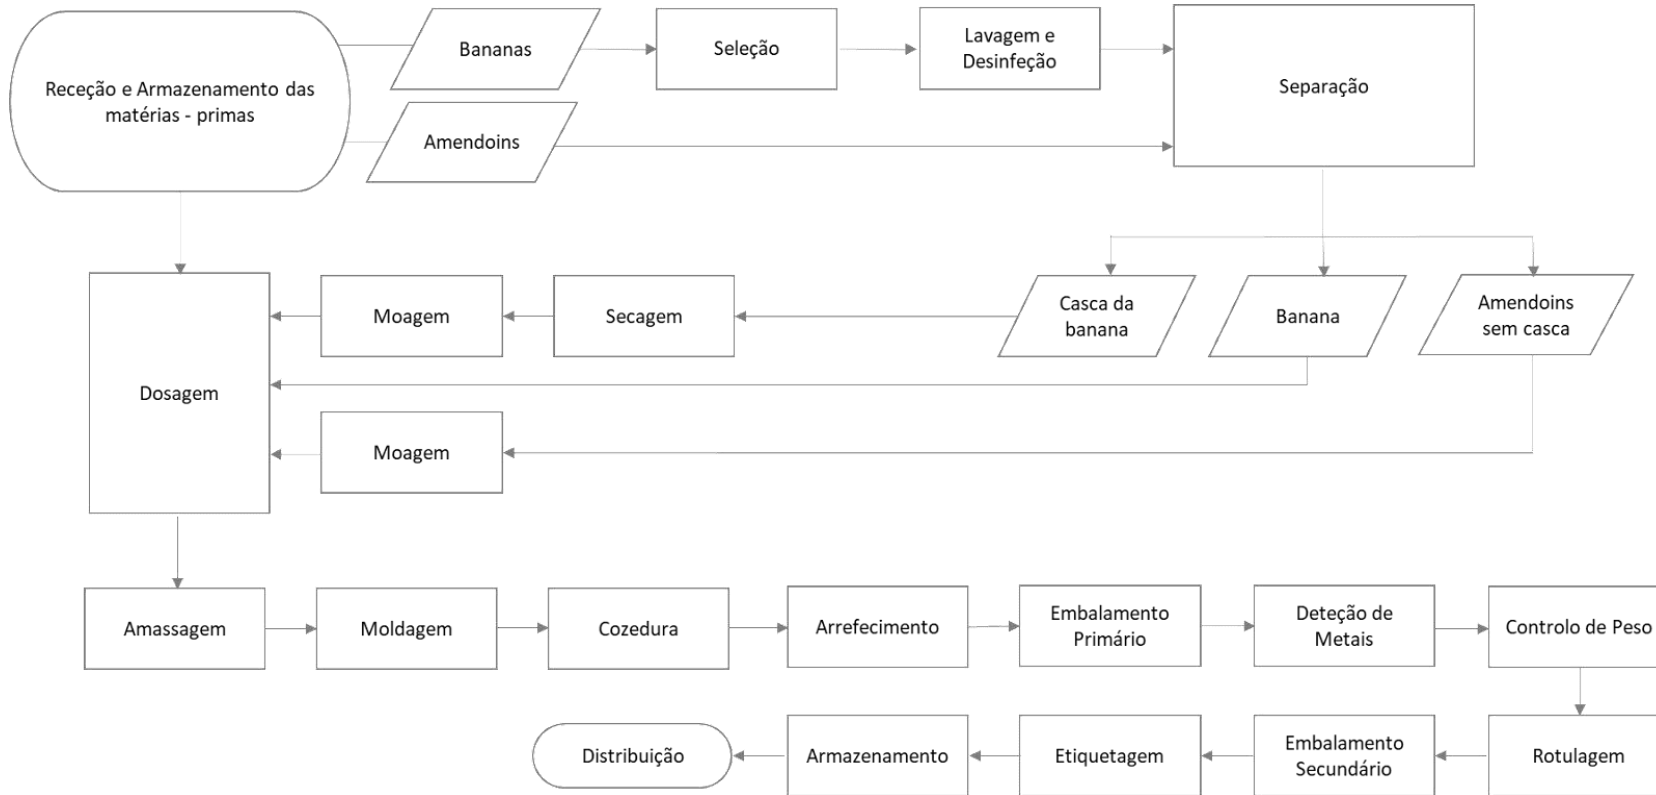 Receção e Armazenamento das
matérias - primas
Bananas
Seleção
Lavagem e
Desinfeção
Separação
Amendoins
Casca da
banana
Banana
Amendoins
sem casca
Secagem
Moagem
Dosagem
Moagem
Amassagem
Moldagem
Cozedura
Arrefecimento
Embalamento
Primário
Deteção de
Metais
Controlo de Peso
Rotulagem
Embalamento
Secundário
Etiquetagem
Armazenamento
Distribuição